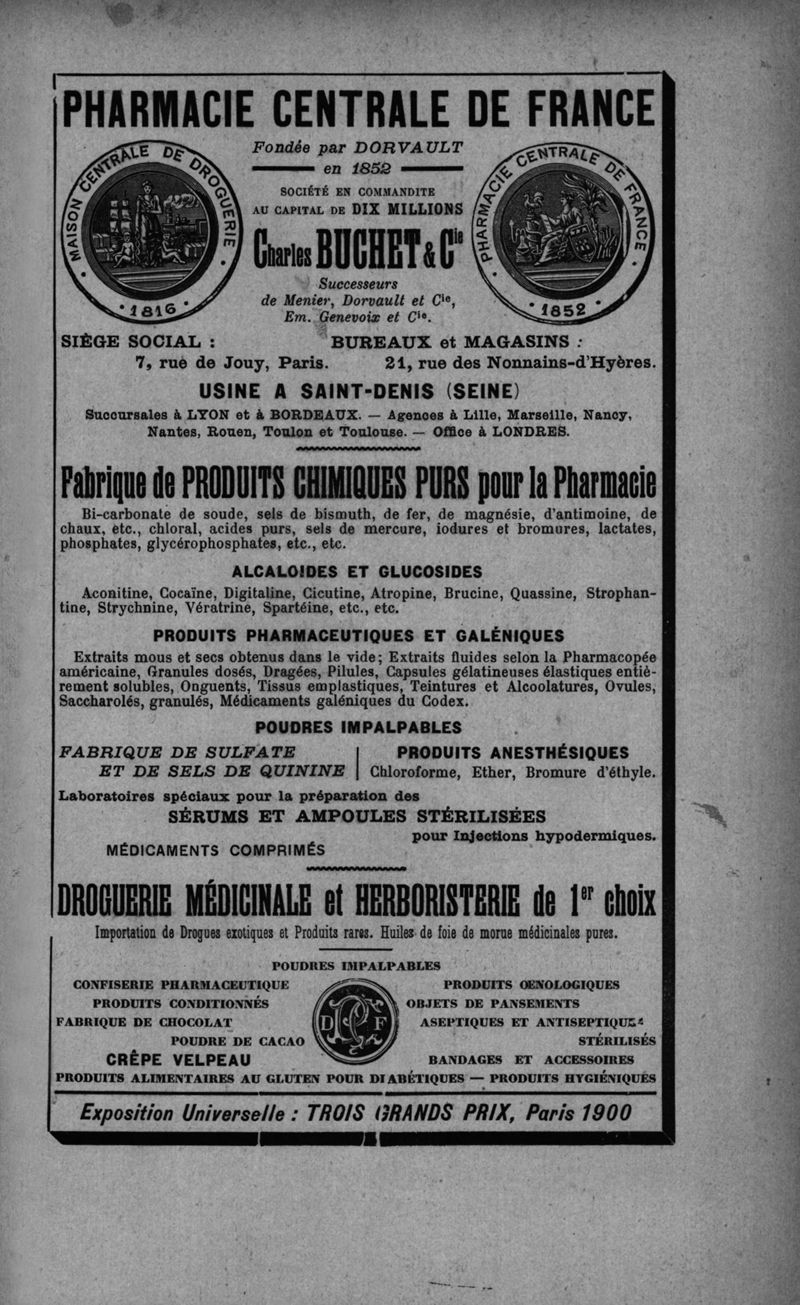 PHARMACIE CENTRALE DE FRANCE
MAISON CENTRALE DE DROGUERIE
1816
Fondée par DORVAULT
en 1852
SOCIÉTÉ EN COMMANDITE
AU CAPITAL DE DIX MILLIONS
Charles BUCHET & Cie
Successeurs
de Menier, Dorvault et Cie,
Em. Genevoix et Cie.
PHARMACIE CENTRALE DE FRANCE
1852
SIÈGE SOCIAL :
7, rue de Jouy, Paris.
BUREAUX et MAGASINS :
21, rue des Nonnains-d'Hyères.
USINE A SAINT-DENIS (SEINE)
Succursales à LYON et à BORDEAUX. — Agences à Lille, Marseille, Nancy,
Nantes, Rouen, Toulon et Toulouse. — Office à LONDRES.
Fabrique de PRODUITS CHIMIQUES PURS pour la Pharmacie
Bi-carbonate de soude, sels de bismuth, de fer, de magnésie, d'antimoine, de
chaux, etc., chloral, acides purs, sels de mercure, iodures et bromures, lactates,
phosphates, glycérophosphates, etc., etc.
ALCALOIDES ET GLUCOSIDES
Aconitine, Cocaïne, Digitaline, Cicutine, Atropine, Brucine, Quassine, Strophan-
tine, Strychnine, Vératrine, Spartéine, etc., etc.
PRODUITS PHARMACEUTIQUES ET GALÉNIQUES
Extraits mous et secs obtenus dans le vide; Extraits fluides selon la Pharmacopée
américaine, Granules dosés, Dragées, Pilules, Capsules gélatineuses élastiques entiè-
rement solubles, Onguents, Tissus emplastiques, Teintures et Alcoolatures, Ovules,
Saccharolés, granulés, Médicaments galéniques du Codex.
POUDRES IMPALPABLES
FABRIQUE DE SULFATE
ET DE SELS DE QUININE
PRODUITS ANESTHÉSIQUES
Chloroforme, Ether, Bromure d'éthyle.
Laboratoires spéciaux pour la préparation des
SÉRUMS ET AMPOULES STÉRILISÉES
pour Injections hypodermiques.
MÉDICAMENTS COMPRIMÉS
DROGUERIE MÉDICINALE et HERBORISTERIE de 1er choix
Importation de Drogues exotiques et Produits rares. Huiles de foie de morue médicinales pures.
POUDRES IMPALPABLES
CONFISERIE PHARMACEUTIQUE
PRODUITS CONDITIONNÉS
FABRIQUE DE CHOCOLAT
POUDRE DE CACAO
CRÊPE VELPEAU
D PC F
PRODUITS ŒNOLOGIQUES
OBJETS DE PANSEMENTS
ASEPTIQUES ET ANTISEPTIQUES
STÉRILISÉS
BANDAGES ET ACCESSOIRES
PRODUITS ALIMENTAIRES AU GLUTEN POUR DIABÉTIQUES — PRODUITS HYGIÉNIQUES
Exposition Universelle : TROIS GRANDS PRIX, Paris 1900